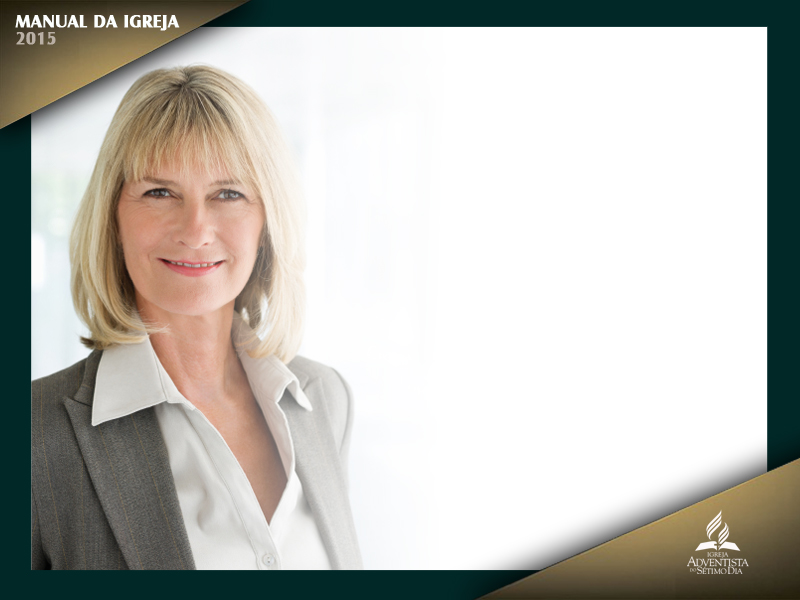 MANUAL DA IGREJA
2015
IGREJA
ADVENTISTA
DO SÉTIMO DIA